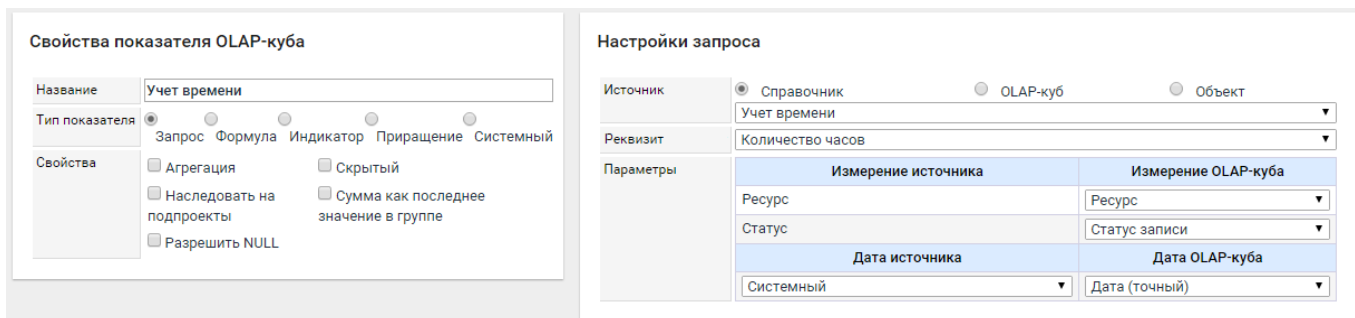 Свойства показателя OLAP-куба
Название
Учет времени
Тип показателя
Запрос Формула Индикатор Приращение Системный
Свойства
Агрегация Скрытый
Наследовать на Сумма как последнее
подпроекты значение в группе
Разрешить NULL
Настройки запроса
Источник
Справочник OLAP-куб Объект
Учет времени
Реквизит
Количество часов
Параметры
Измерение источника Измерение OLAP-куба
Ресурс Ресурс
Статус Статус записи
Дата источника Дата OLAP-куба
Системный Дата (точный)